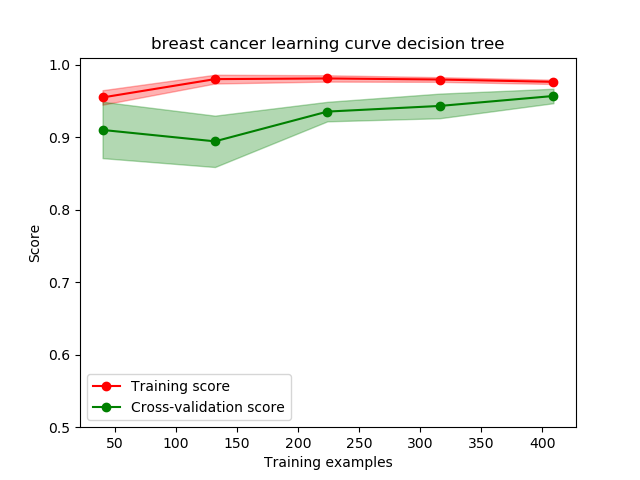 breast cancer learning curve decision tree
1.0
0.9
0.8
0.7
0.6
0.5
Score
Training score
Cross-validation score
50 100 150 200 250 300 350 400
Training examples